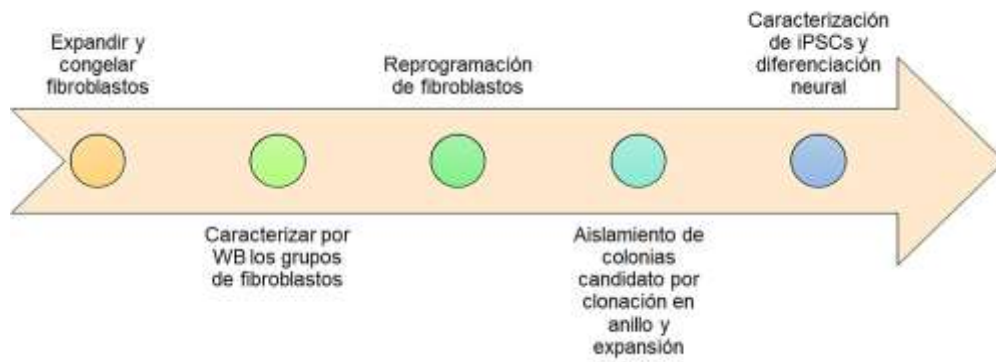 Expandir y
congelar
fibroblastos
Caracterizar por
WB los grupos
de fibroblastos
Reprogramación
de fibroblastos
Aislamiento de
colonias
candidato por
clonación en
anillo y
expansión
Caracterización
de iPSCs y
diferenciación
neural